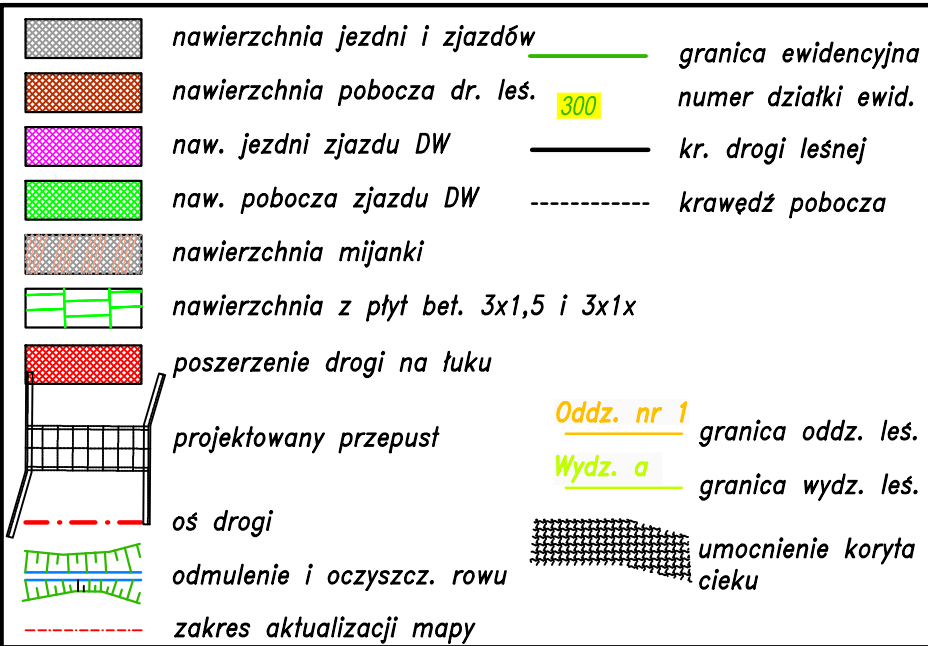 nawierzchnia jezdni i zjazdów
nawierzchnia pobocza dr. leś.
naw. jezdni zjazdu DW
naw. pobocza zjazdu DW
nawierzchnia mijanki
nawierzchnia z płyt bet. 3x1,5 i 3x1x
poszerzenie drogi na łuku
projektowany przepust
oś drogi
odmulenie i oczyszcz. rowu
zakres aktualizacji mapy
granica ewidencyjna
300 numer działki ewid.
kr. drogi leśnej
krawędź pobocza
Oddz. nr 1
granica oddz. leś.
Wydz. a
granica wydz. leś.
umocnienie koryta
cieku